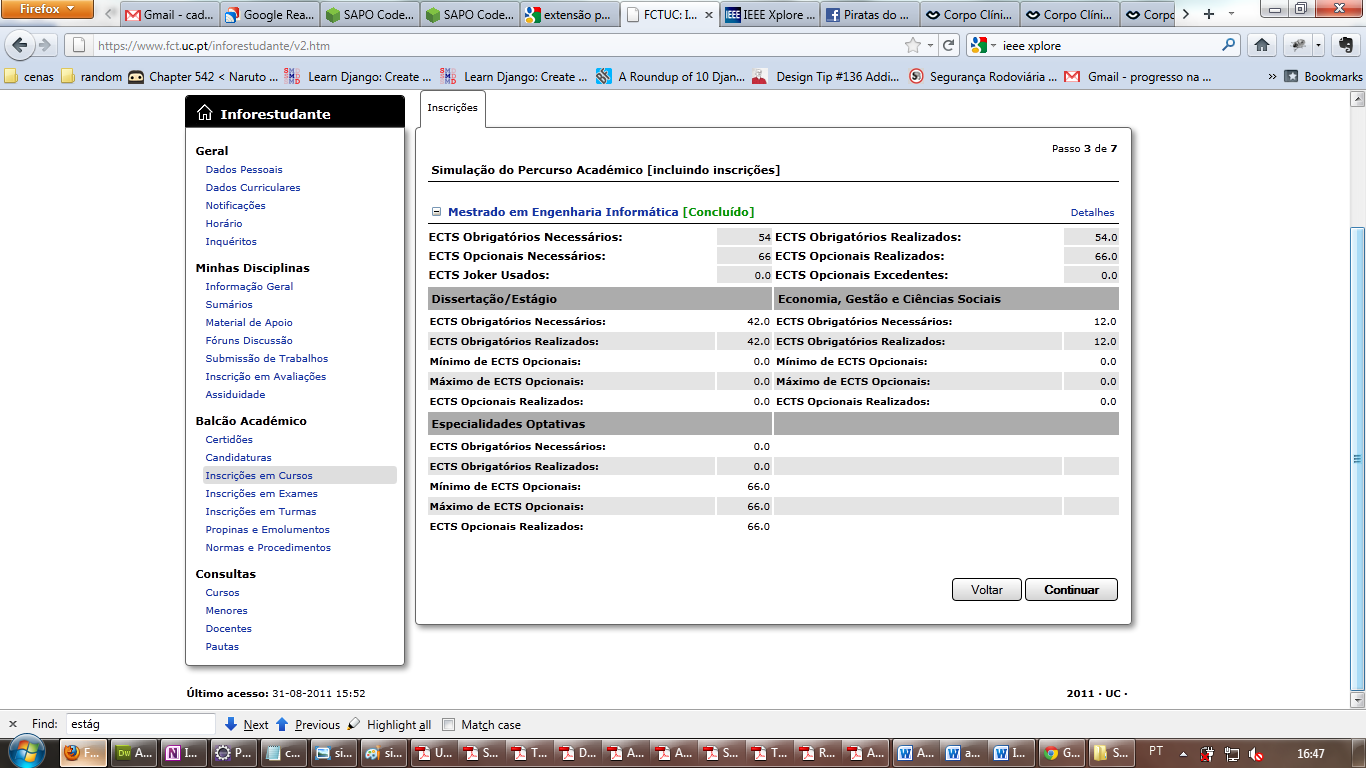 Firefox
Gmail - cad...
Google Rea...
SAPO Code...
SAPO Code...
extensão p...
FCTUC: I...
IEEE Xplore ...
Piratas do ...
Corpo Clíni...
Corpo Clíni...
Corpo
https://www.fct.uc.pt/inforestudante/v2.htm
ieee xplore
cenas
random
Chapter 542 < Naruto ...
Learn Django: Create ...
Learn Django: Create ...
A Roundup of 10 Djan...
Design Tip #136 Addi...
Segurança Rodoviária ...
Gmail - progresso na ...
»
Bookmarks
Inforestudante
Geral
Dados Pessoais
Dados Curriculares
Notificações
Horário
Inquéritos
Minhas Disciplinas
Informação Geral
Sumários
Material de Apoio
Fóruns Discussão
Submissão de Trabalhos
Inscrição em Avaliações
Assiduidade
Balcão Académico
Certidões
Candidaturas
Inscrições em Cursos
Inscrições em Exames
Inscrições em Turmas
Propinas e Emolumentos
Normas e Procedimentos
Consultas
Cursos
Menores
Docentes
Pautas
Inscrições
Passo 3 de 7
Simulação do Percurso Académico [incluindo inscrições]
Mestrado em Engenharia Informática [Concluído] Detalhes
ECTS Obrigatórios Necessários: 54 ECTS Obrigatórios Realizados: 54.0
ECTS Opcionais Necessários: 66 ECTS Opcionais Realizados: 66.0
ECTS Joker Usados: 0.0 ECTS Opcionais Excedentes: 0.0
Dissertação/Estágio Economia, Gestão e Ciências Sociais
ECTS Obrigatórios Necessários: 42.0 ECTS Obrigatórios Necessários: 12.0
ECTS Obrigatórios Realizados: 42.0 ECTS Obrigatórios Realizados: 12.0
Mínimo de ECTS Opcionais: 0.0 Mínimo de ECTS Opcionais: 0.0
Máximo de ECTS Opcionais: 0.0 Máximo de ECTS Opcionais: 0.0
ECTS Opcionais Realizados: 0.0 ECTS Opcionais Realizados: 0.0
Especialidades Optativas
ECTS Obrigatórios Necessários: 0.0
ECTS Obrigatórios Realizados: 0.0
Mínimo de ECTS Opcionais: 66.0
Máximo de ECTS Opcionais: 66.0
ECTS Opcionais Realizados: 66.0
Voltar Continuar
Último acesso: 31-08-2011 15:52 2011 · UC ·
× Find: estág Next Previous Highlight all Match case
F... A... I... P... c... si... si... U... S... T... D... A... A... S... T... R... A... A... a... I... G... S... PT 16:47